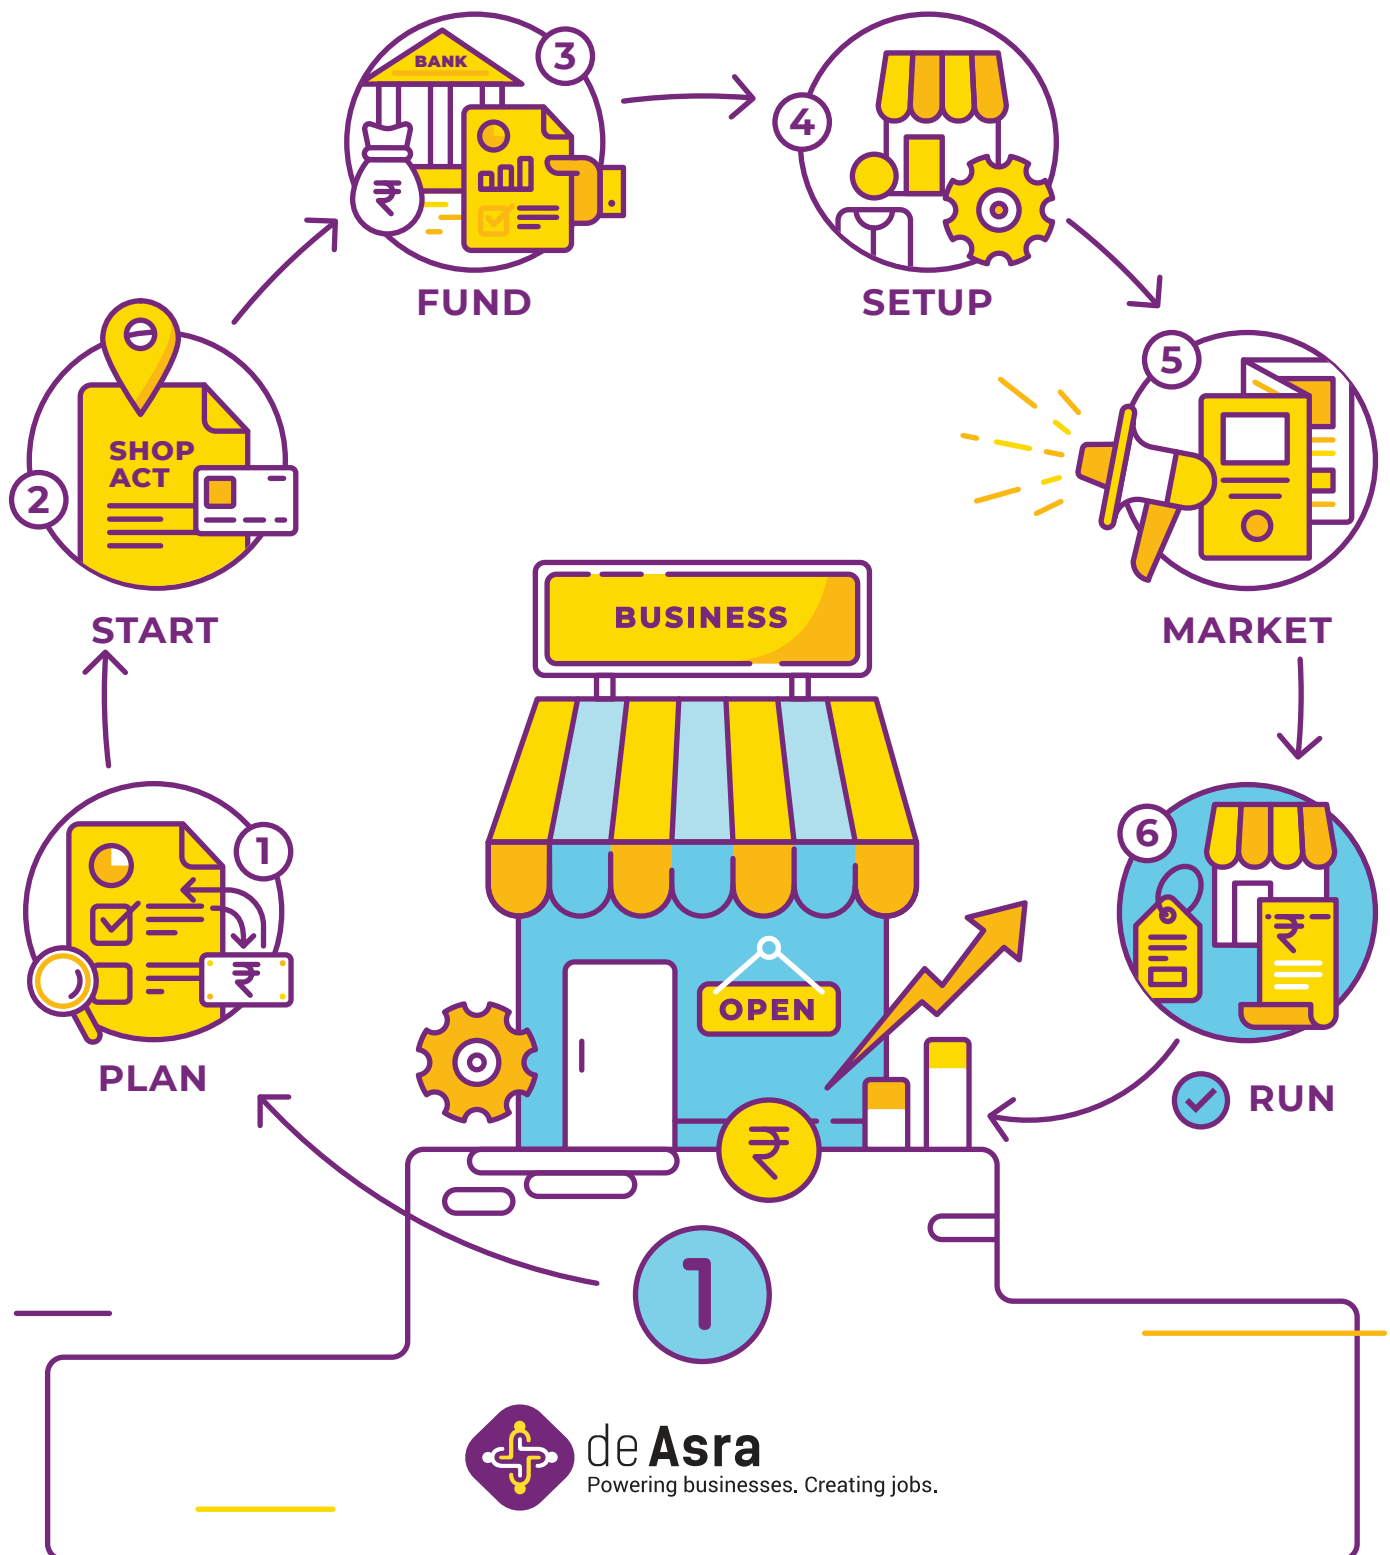 BANK
3
₹
FUND
4
SETUP
SHOP
ACT
2
START
5
MARKET
BUSINESS
1
₹
PLAN
6
₹
RUN
OPEN
₹
1
de Asra
Powering businesses. Creating jobs.